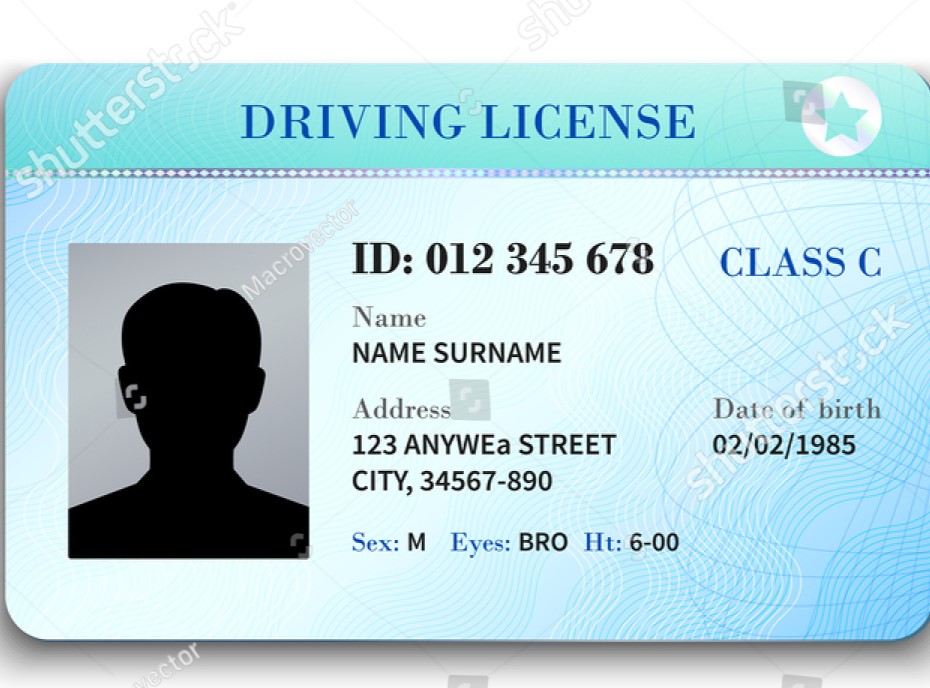 DRIVING LICENSE
ID: 012 345 678 CLASS C
Name
NAME SURNAME
Address Date of birth
123 ANYWEa STREET 02/02/1985
CITY, 34567-890
Sex: M Eyes: BRO Ht: 6-00
shutterstock
Macrovector
shutterstock